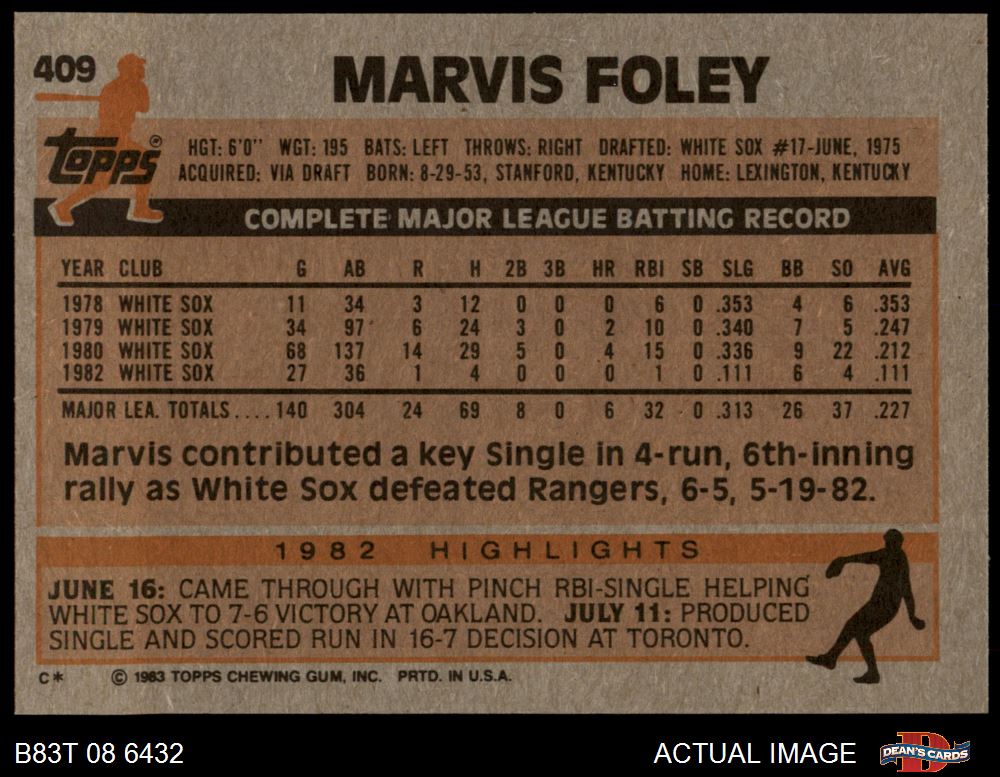 409
MARVIS FOLEY
Topps®
HGT: 6'0" WGT: 195 BATS: LEFT THROWS: RIGHT DRAFTED: WHITE SOX #17-JUNE, 1975
ACQUIRED: VIA DRAFT BORN: 8-29-53, STANFORD, KENTUCKY HOME: LEXINGTON, KENTUCKY
COMPLETE MAJOR LEAGUE BATTING RECORD
YEAR CLUB G AB R H 2B 3B HR RBI SB SLG BB SO AVG
1978 WHITE SOX 11 34 3 12 0 0 0 6 0 .353 4 6 .353
1979 WHITE SOX 34 97 6 24 3 0 2 10 0 .340 7 5 .247
1980 WHITE SOX 68 137 14 29 5 0 4 15 0 .336 9 22 .212
1982 WHITE SOX 27 36 1 4 0 0 0 1 0 .111 6 4 .111
MAJOR LEA. TOTALS....140 304 24 69 8 0 6 32 0 .313 26 37 .227
Marvis contributed a key Single in 4-run, 6th-inning
rally as White Sox defeated Rangers, 6-5, 5-19-82.
1982 HIGHLIGHTS
JUNE 16: CAME THROUGH WITH PINCH RBI-SINGLE HELPING
WHITE SOX TO 7-6 VICTORY AT OAKLAND. JULY 11: PRODUCED
SINGLE AND SCORED RUN IN 16-7 DECISION AT TORONTO.
C* © 1983 TOPPS CHEWING GUM, INC. PRTD. IN U.S.A.
B83T 08 6432 ACTUAL IMAGE D DEAN'S CARDS